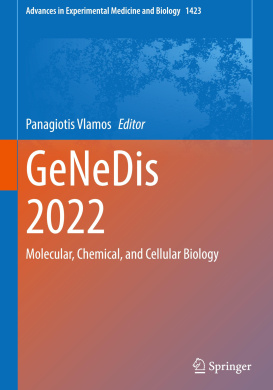 Advances in Experimental Medicine and Biology 1423
Panagiotis Vlamos Editor
GeNeDis
2022
Molecular, Chemical, and Cellular Biology
Springer